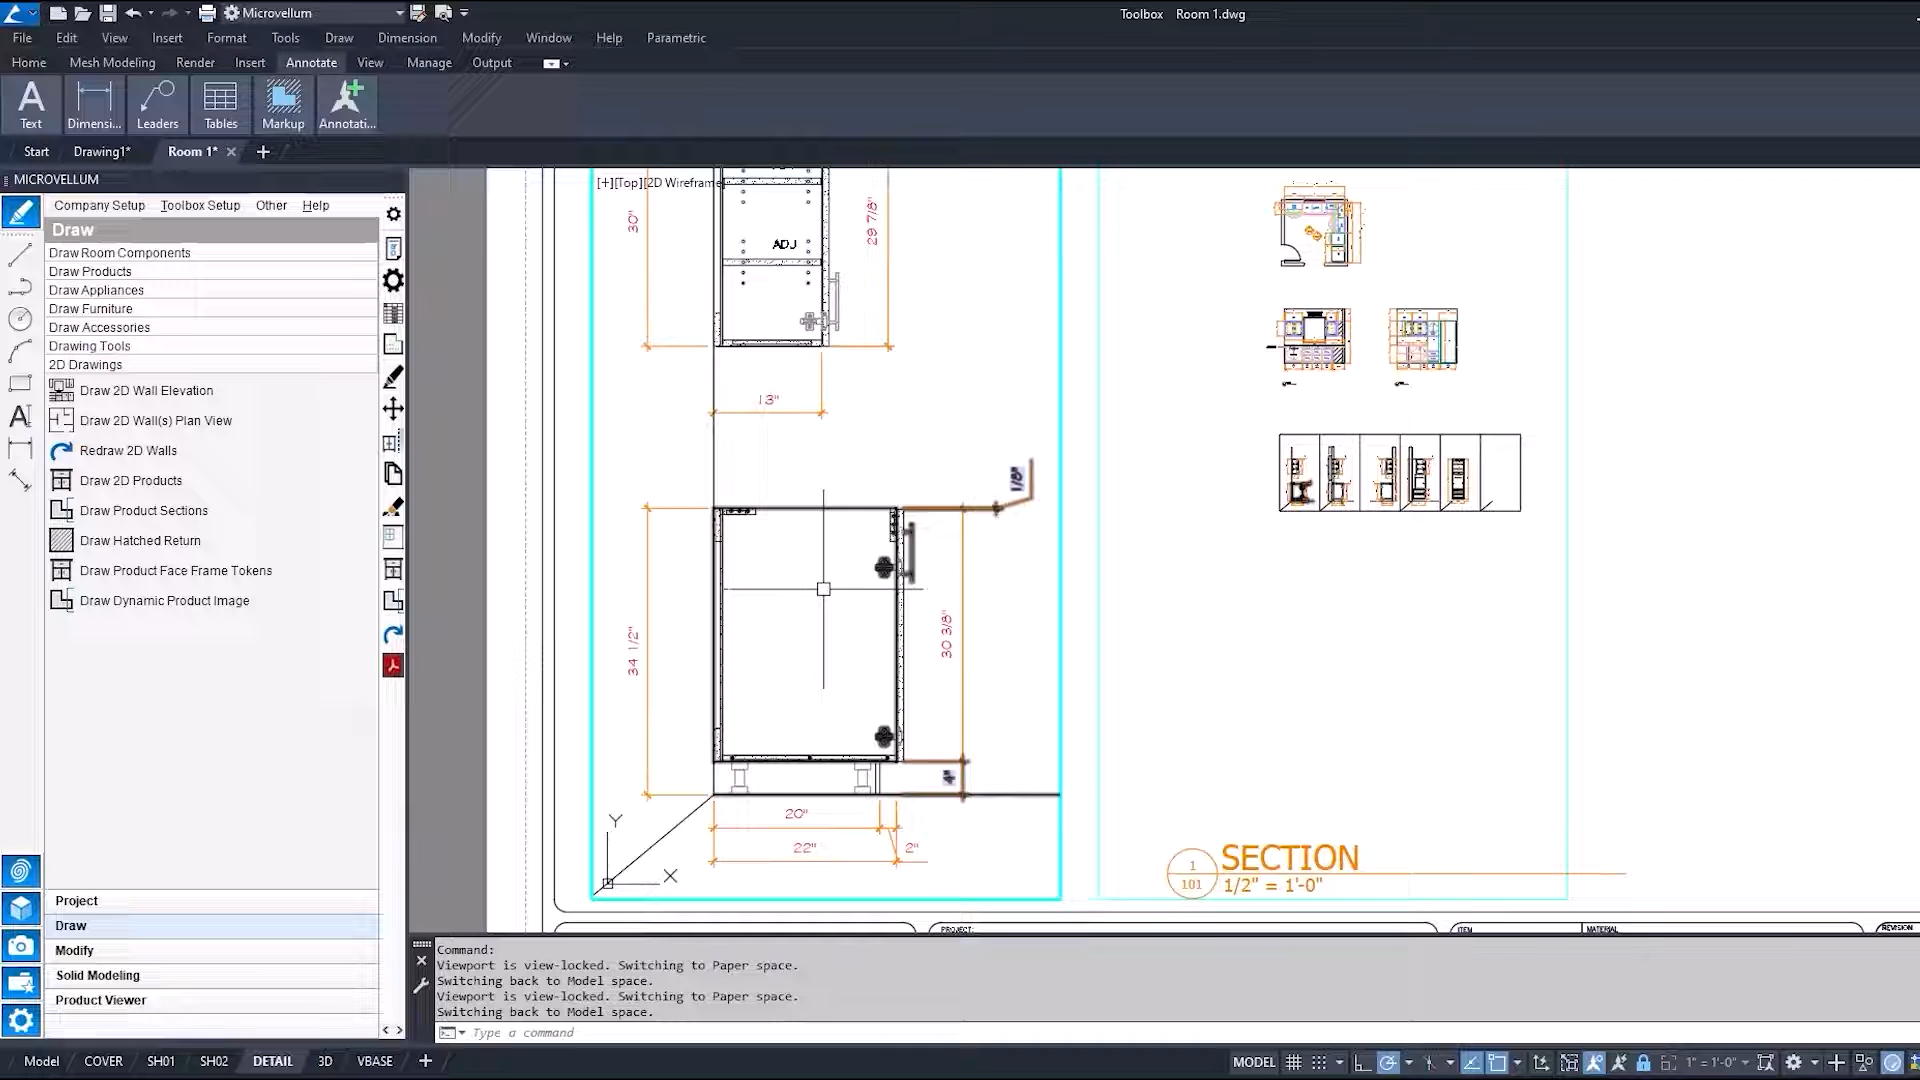 Microvellum
Toolbox Room 1.dwg
File Edit View Insert Format Tools Draw Dimension Modify Window Help Parametric
Home Mesh Modeling Render Insert Annotate View Manage Output
Text Dimensi... Leaders Tables Markup Annotati...
Start Drawing1* Room 1*
MICROVELLUM
Company Setup Toolbox Setup Other Help
Draw
Draw Room Components
Draw Products
Draw Appliances
Draw Furniture
Draw Accessories
Drawing Tools
2D Drawings
Draw 2D Wall Elevation
Draw 2D Wall(s) Plan View
Redraw 2D Walls
Draw 2D Products
Draw Product Sections
Draw Hatched Return
Draw Product Face Frame Tokens
Draw Dynamic Product Image
Project
Draw
Modify
Solid Modeling
Product Viewer
[+][Top][2D Wireframe
30"
29 7/8"
ADJ
13"
1/8"
34 1/2"
30 3/8"
4"
20"
22"
2"
Y
X
1
101
SECTION
1/2" = 1'-0"
PROJECT:
ITEM
MATERIAL
REVISION
Command:
Viewport is view-locked. Switching to Paper space.
Switching back to Model space.
Viewport is view-locked. Switching to Paper space.
Switching back to Model space.
Type a command
Model COVER SH01 SH02 DETAIL 3D VBASE
MODEL
1" = 1'-0"